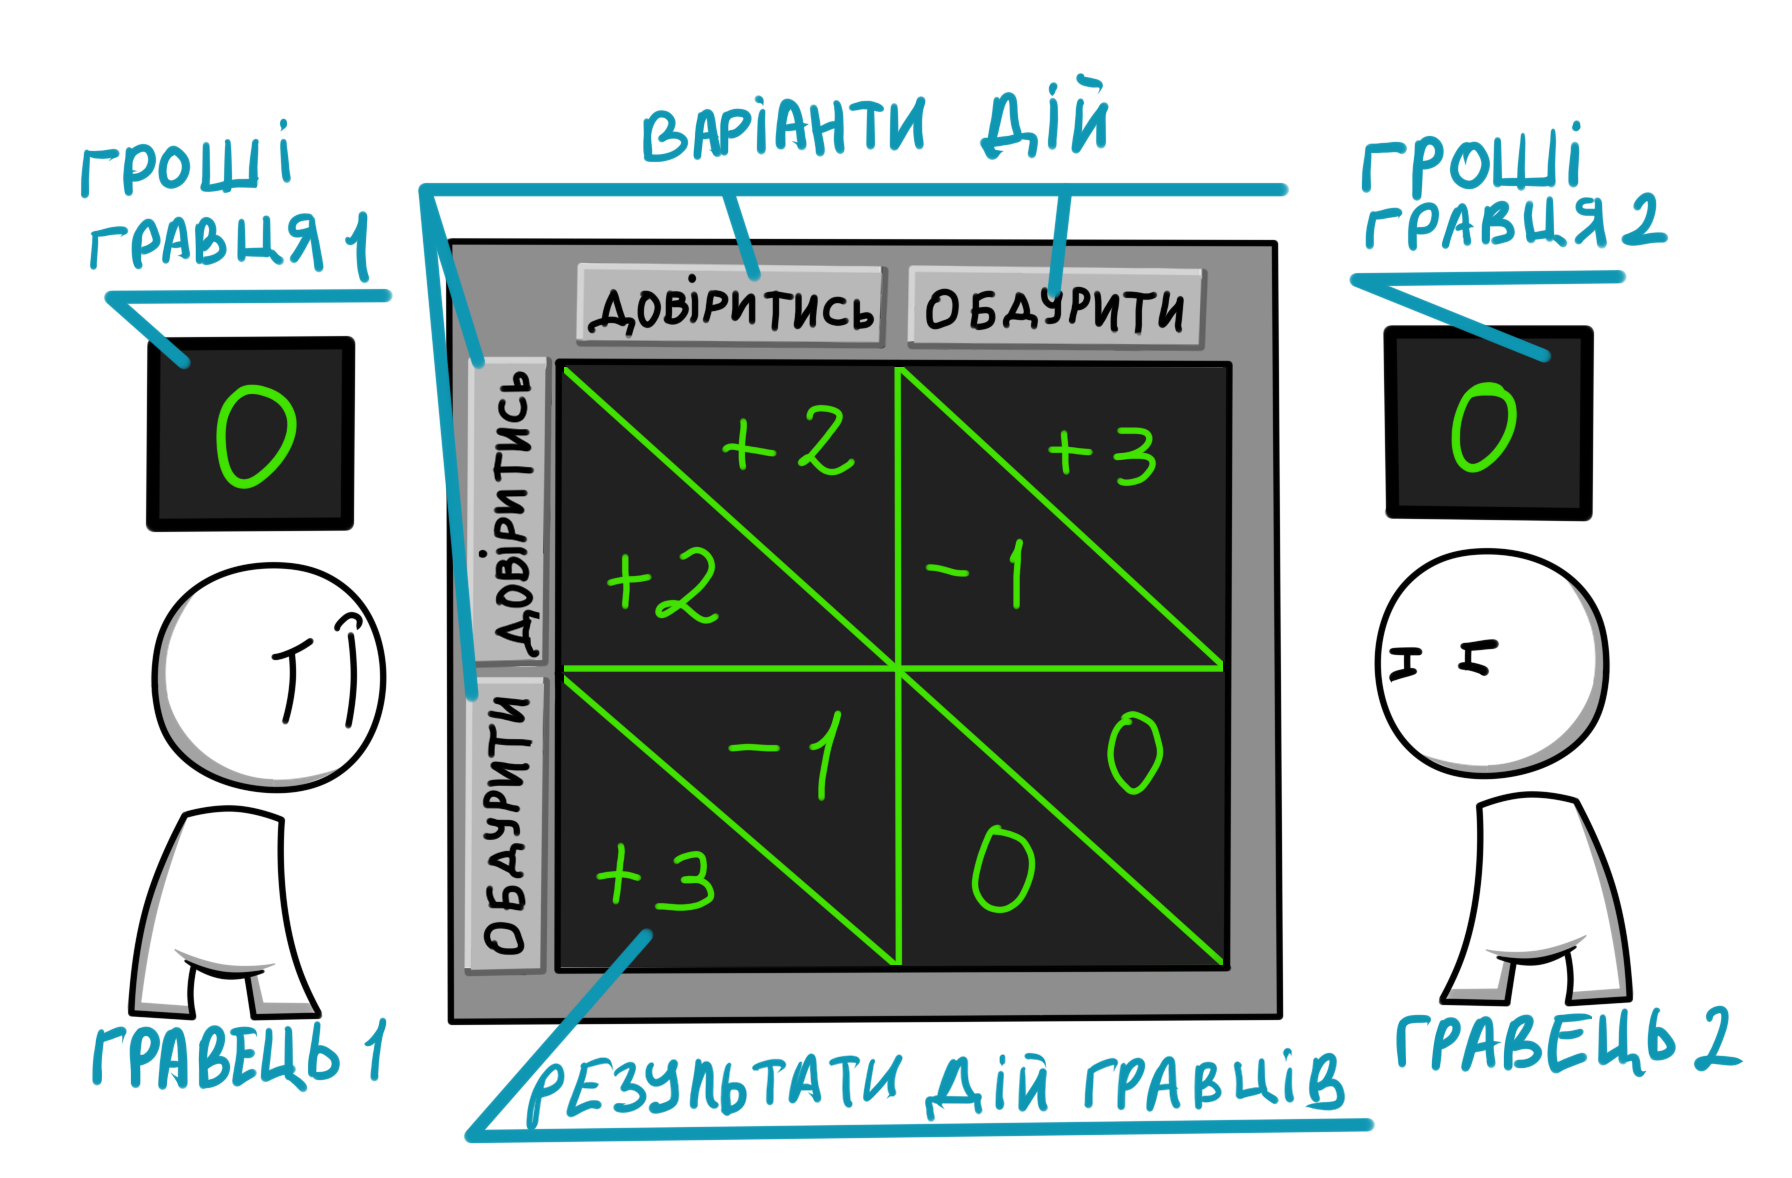 ВАРІАНТИ ДІЙ
ГРОШІ
ГРАВЦЯ 1
ГРОШІ
ГРАВЦЯ 2
ДОВІРИТИСЬ
ОБДУРИТИ
ДОВІРИТИСЬ
ОБДУРИТИ
0
0
+2
+3
+2
-1
-1
0
+3
0
ГРАВЕЦЬ 1
ГРАВЕЦЬ 2
РЕЗУЛЬТАТИ ДІЙ ГРАВЦІВ